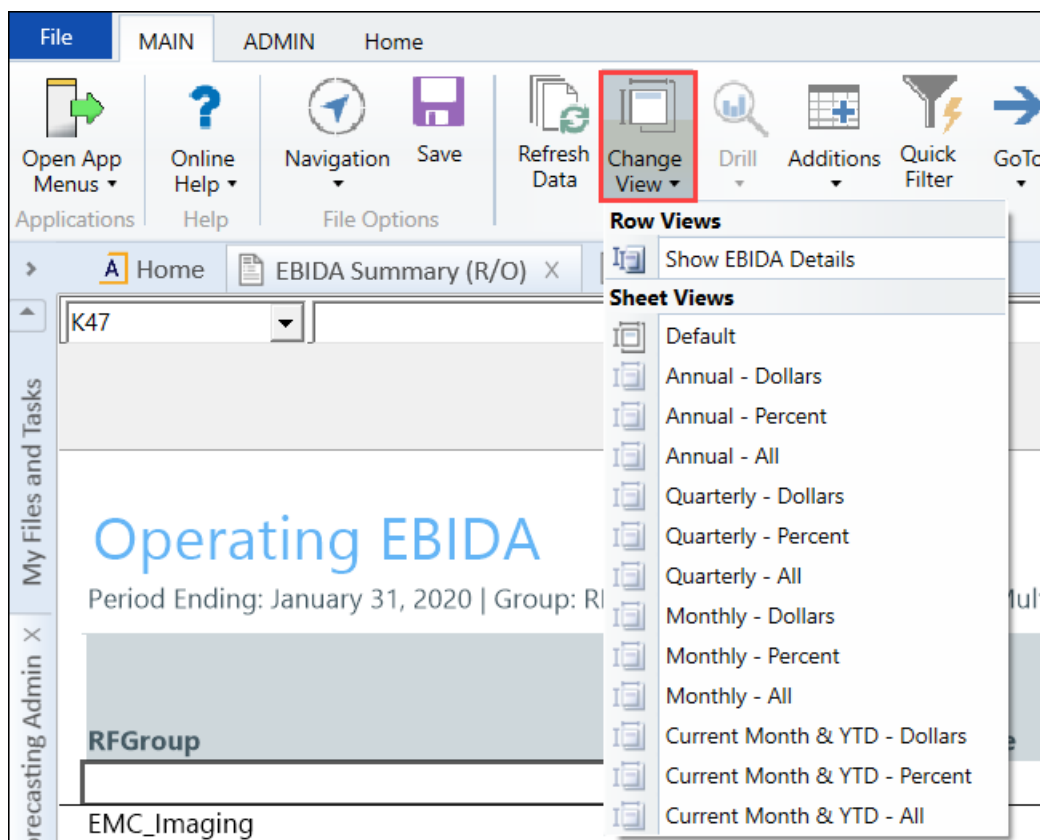 File
MAIN
ADMIN
Home
Open App
Menus
Online
Help
Navigation
Save
Refresh
Data
Change
View
Drill
Additions
Quick
Filter
GoTo
Applications
Help
File Options
Row Views
Show EBIDA Details
Sheet Views
Default
Annual - Dollars
Annual - Percent
Annual - All
Quarterly - Dollars
Quarterly - Percent
Quarterly - All
Monthly - Dollars
Monthly - Percent
Monthly - All
Current Month & YTD - Dollars
Current Month & YTD - Percent
Current Month & YTD - All
A Home
EBIDA Summary (R/O) X
K47
My Files and Tasks
Operating EBIDA
Period Ending: January 31, 2020 | Group:
Admin
RFGroup
EMC_Imaging